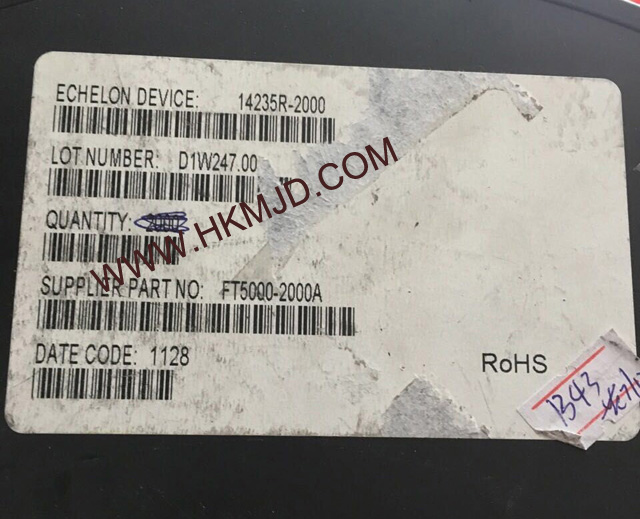 ECHELON DEVICE: 14235R-2000
LOT NUMBER: D1W247.00
QUANTITY:
SUPPLIER PART NO: FT5000-2000A
DATE CODE: 1128
RoHS
1343
WWW.HKMJD.COM